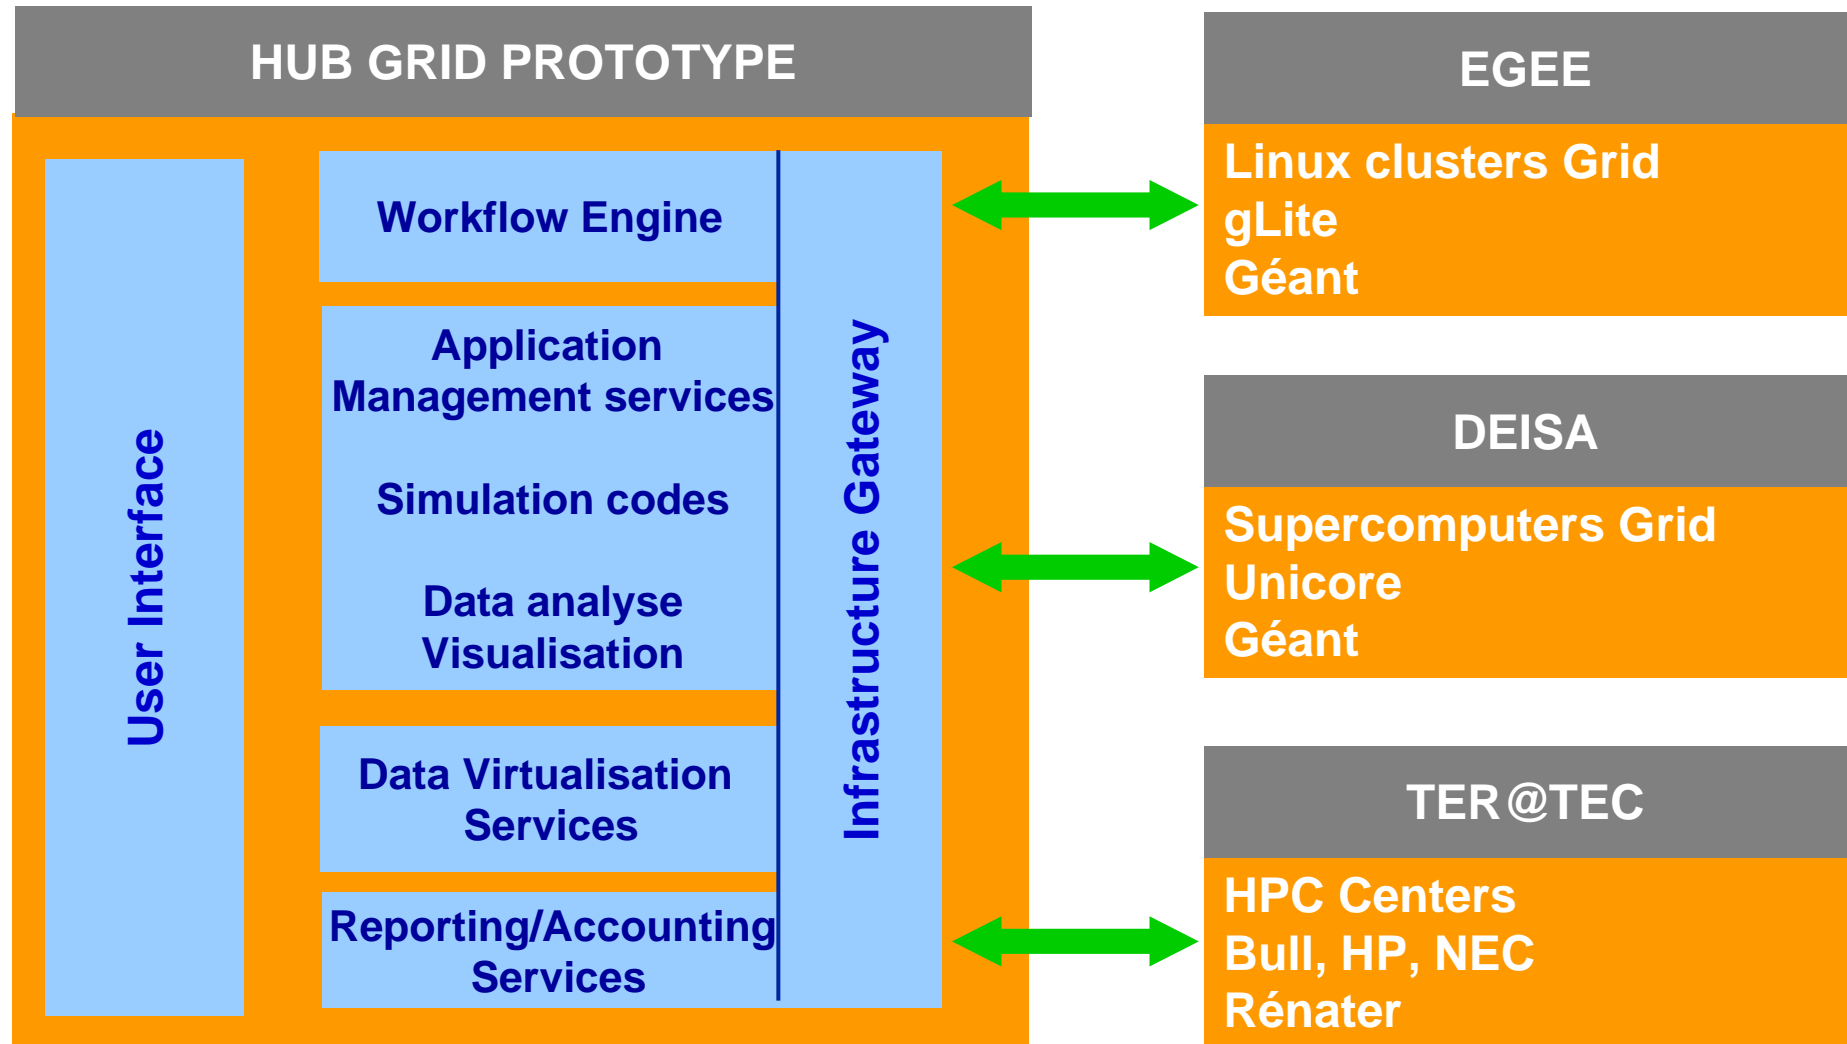 HUB GRID PROTOTYPE
User Interface
Workflow Engine
Application
Management services
Simulation codes
Data analyse
Visualisation
Data Virtualisation
Services
Reporting/Accounting
Services
Infrastructure Gateway
EGEE
Linux clusters Grid
gLite
Géant
DEISA
Supercomputers Grid
Unicore
Géant
TER@TEC
HPC Centers
Bull, HP, NEC
Rénater